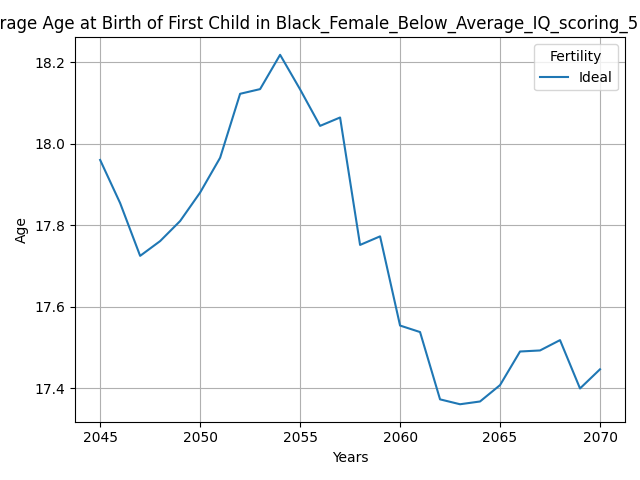 rage Age at Birth of First Child in Black_Female_Below_Average_IQ_scoring_5
Fertility
Ideal
18.2
18.0
17.8
17.6
17.4
Age
2045 2050 2055 2060 2065 2070
Years